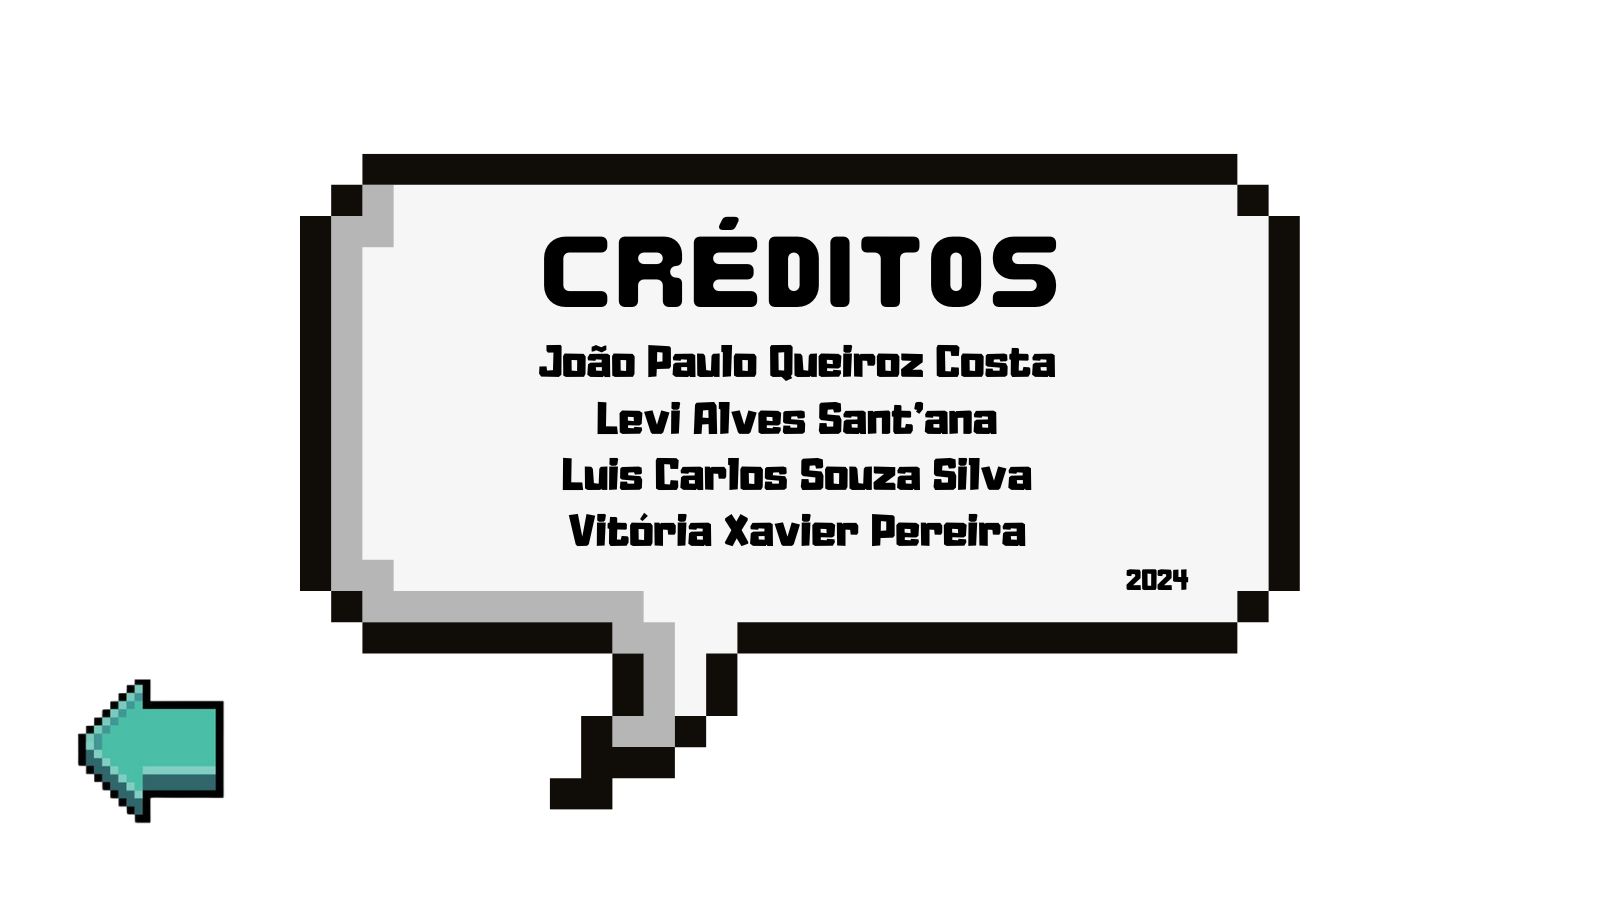 CRÉDITOS
João Paulo Queiroz Costa
Levi Alves Sant’ana
Luis Carlos Souza Silva
Vitória Xavier Pereira
2024